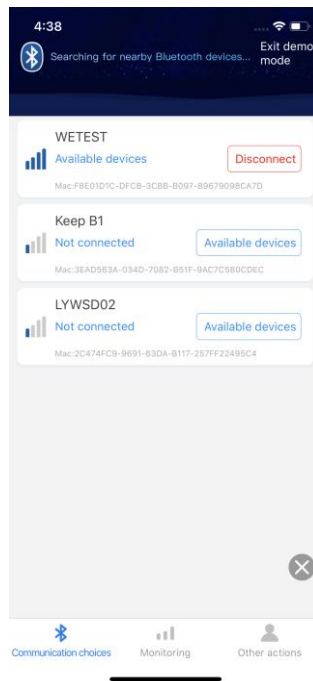 4:38
Searching for nearby Bluetooth devices...
Exit demo
mode
WETEST
Available devices
Disconnect
Mac:F8E01D1C-DFCB-3CBB-B097-89679098CA7D
Keep B1
Not connected
Available devices
Mac:3EAD563A-034D-7082-B51F-9AC7C580CDEC
LYWSD02
Not connected
Available devices
Mac:2C474FC9-9691-63DA-B117-257FF22495C4
Communication choices
Monitoring
Other actions